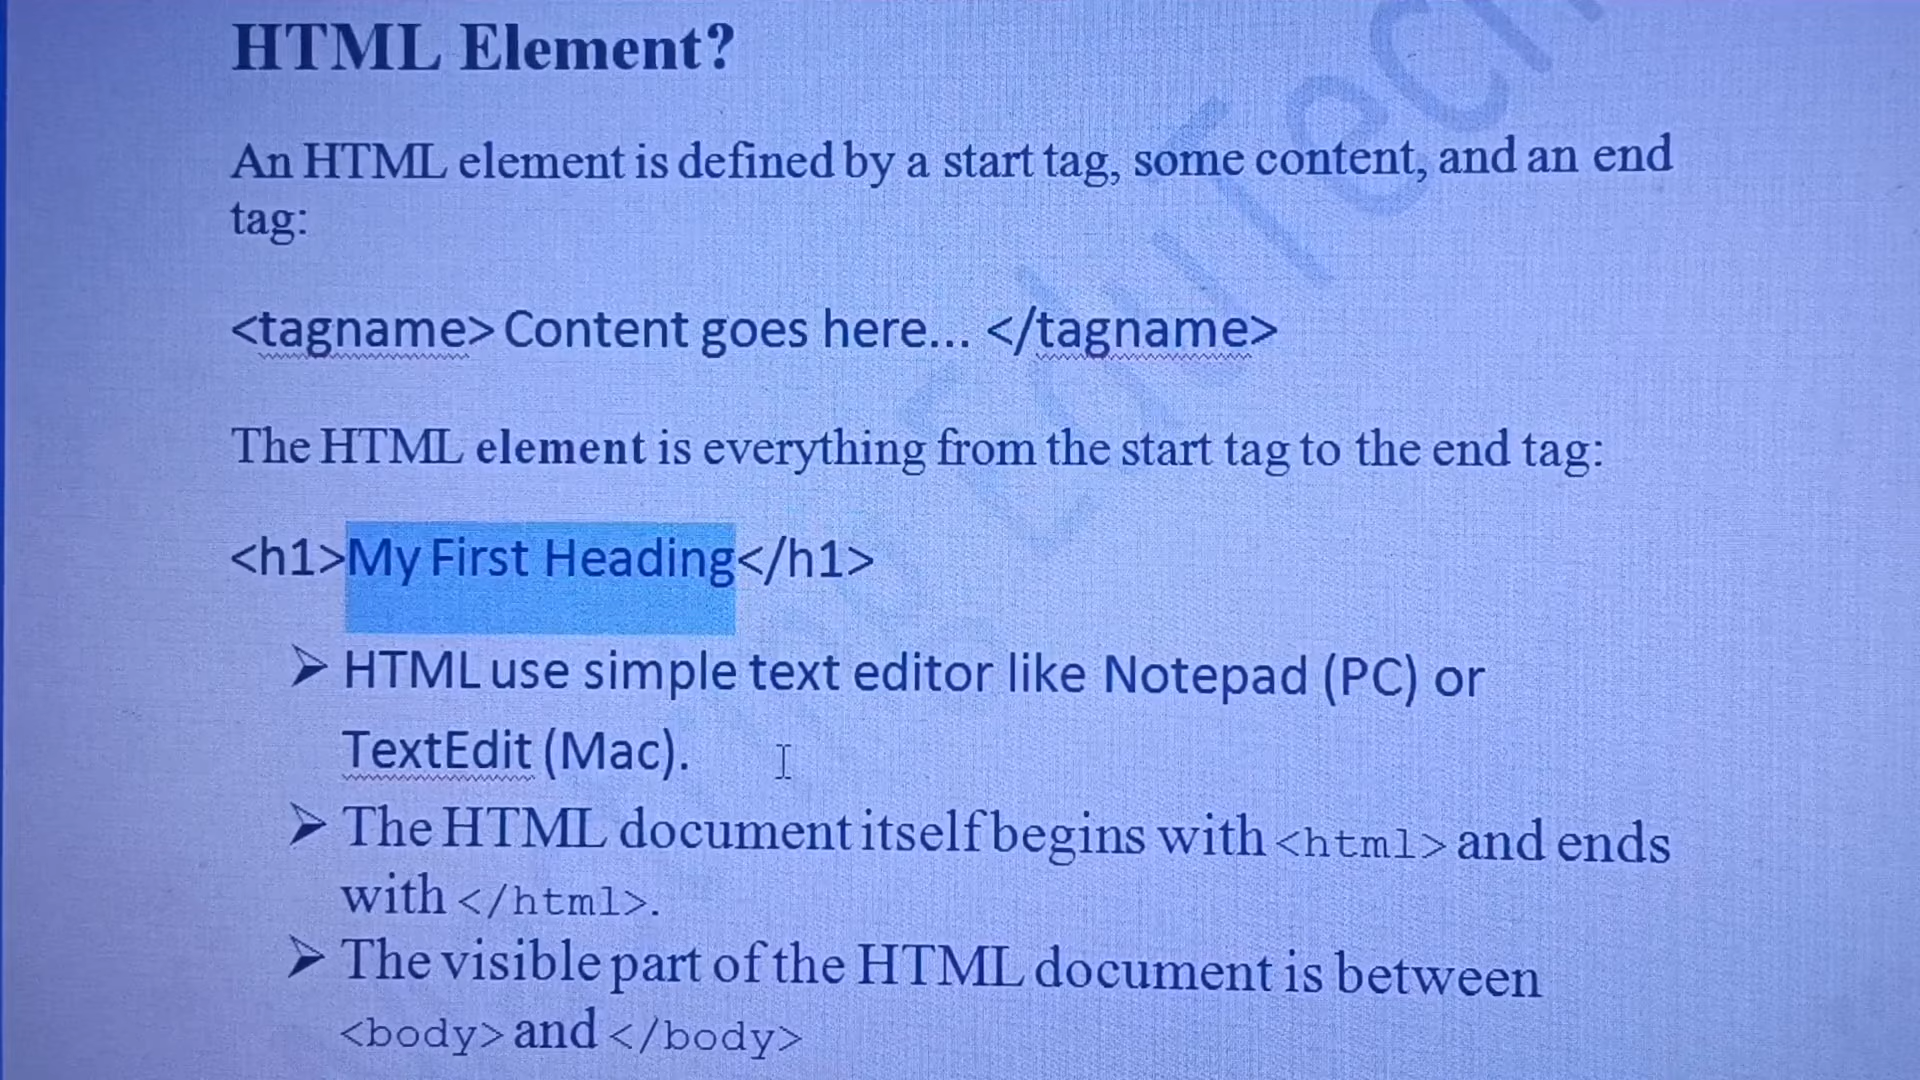 HTML Element?
An HTML element is defined by a start tag, some content, and an end
tag:
<tagname> Content goes here... </tagname>
The HTML element is everything from the start tag to the end tag:
<h1>My First Heading</h1>
➢ HTML use simple text editor like Notepad (PC) or
TextEdit (Mac).
➢ The HTML document itself begins with <html> and ends
with </html>.
➢ The visible part of the HTML document is between
<body> and </body>